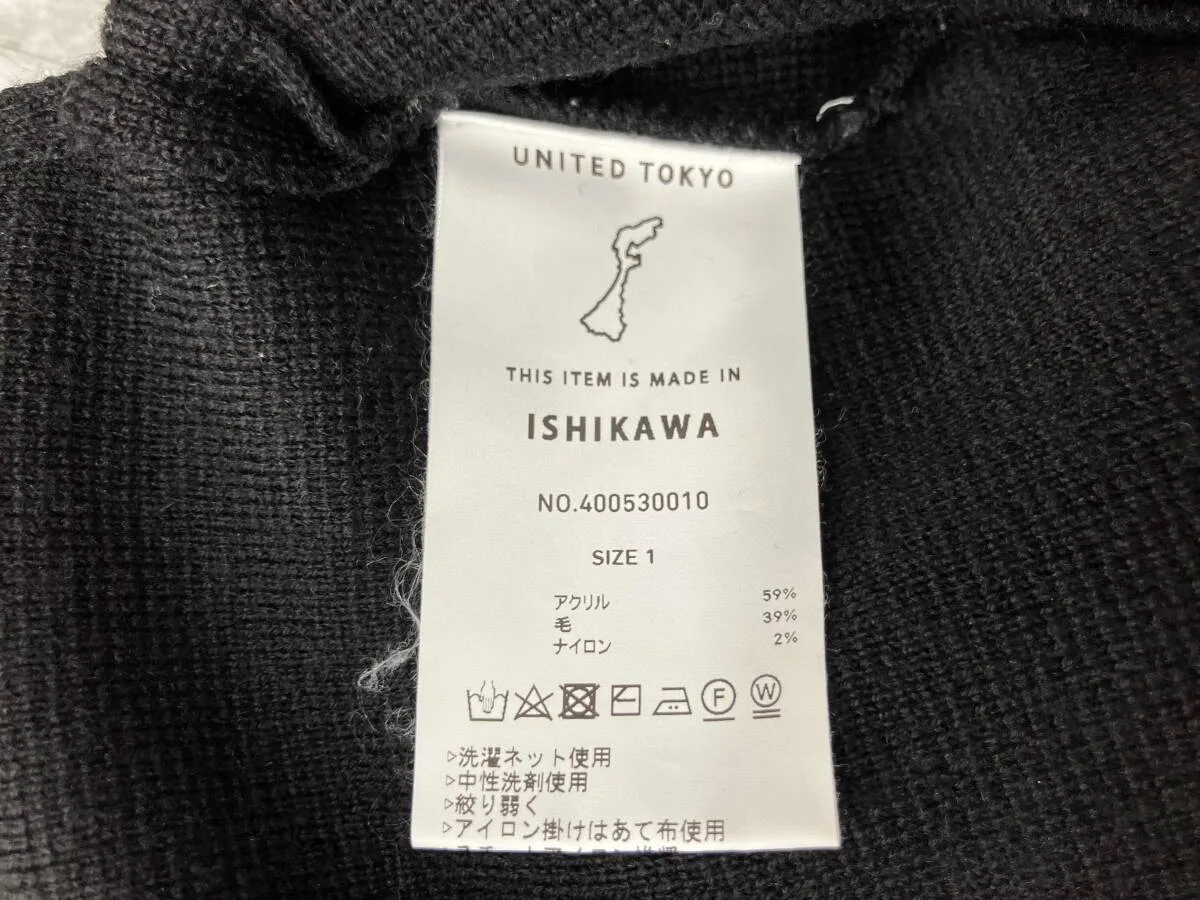 UNITED TOKYO
THIS ITEM IS MADE IN
ISHIKAWA
NO.400530010
SIZE 1
アクリル 59%
毛 39%
ナイロン 2%
F W
▷洗濯ネット使用
▷中性洗剤使用
▷絞り弱く
▷アイロン掛けはあて布使用